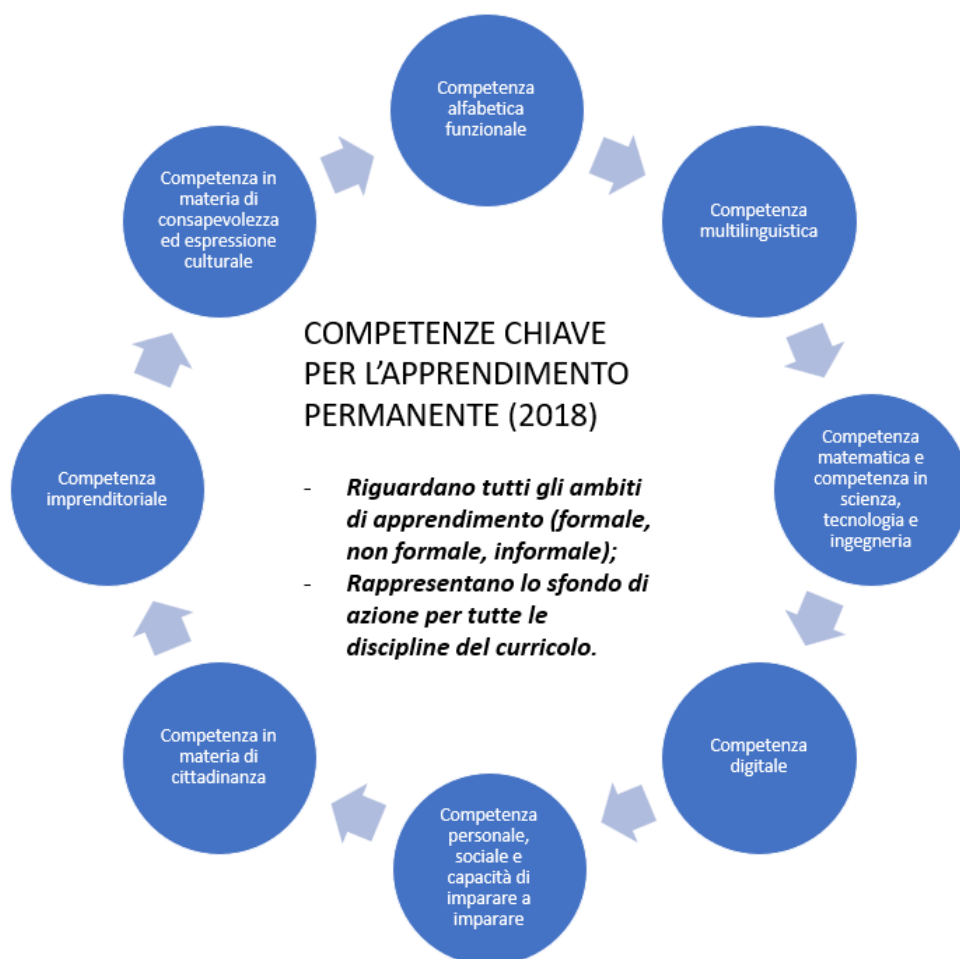 Competenza
alfabetica
funzionale
Competenza
multilinguistica
Competenza
matematica e
competenza in
scienza,
tecnologia e
ingegneria
Competenza
digitale
Competenza
personale,
sociale e
capacità di
imparare a
imparare
Competenza in
materia di
cittadinanza
Competenza
imprenditoriale
Competenza in
materia di
consapevolezza
ed espressione
culturale
COMPETENZE CHIAVE
PER L'APPRENDIMENTO
PERMANENTE (2018)
- Riguardano tutti gli ambiti
di apprendimento (formale,
non formale, informale);
- Rappresentano lo sfondo di
azione per tutte le
discipline del curricolo.